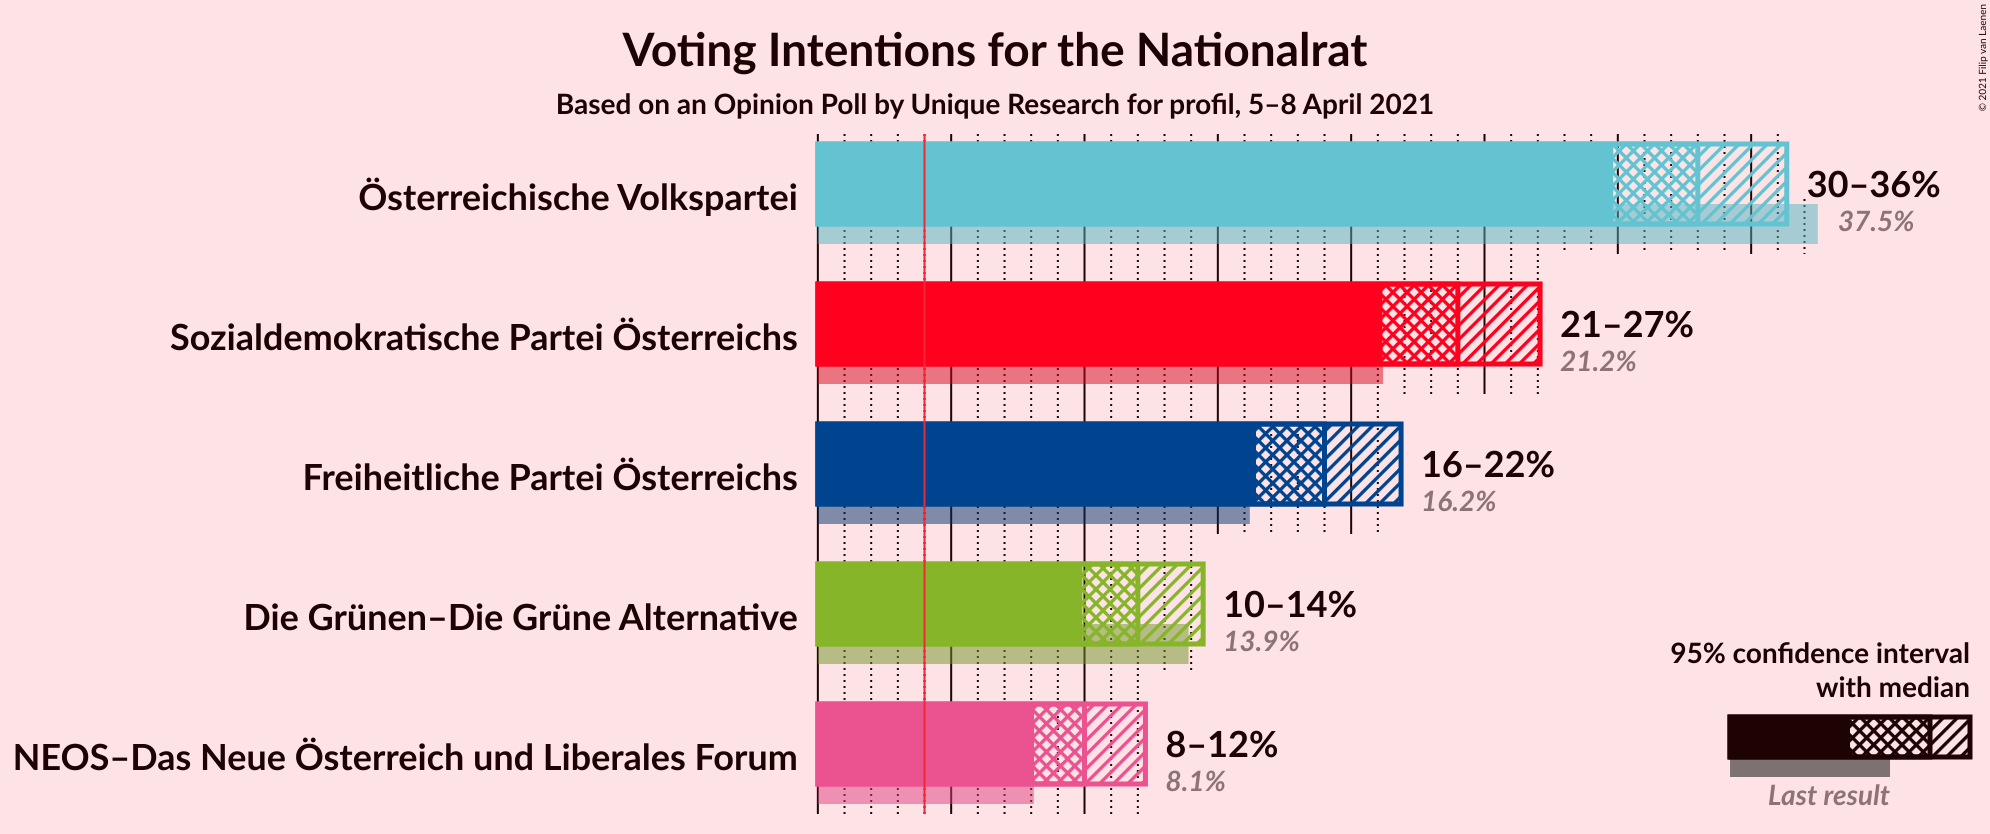 Voting Intentions for the Nationalrat
Based on an Opinion Poll by Unique Research for profil, 5–8 April 2021
© 2021 Filip van Laenen
Österreichische Volkspartei
30–36%
37.5%
Sozialdemokratische Partei Österreichs
21–27%
21.2%
Freiheitliche Partei Österreichs
16–22%
16.2%
Die Grünen–Die Grüne Alternative
10–14%
13.9%
NEOS–Das Neue Österreich und Liberales Forum
8–12%
8.1%
95% confidence interval
with median
Last result